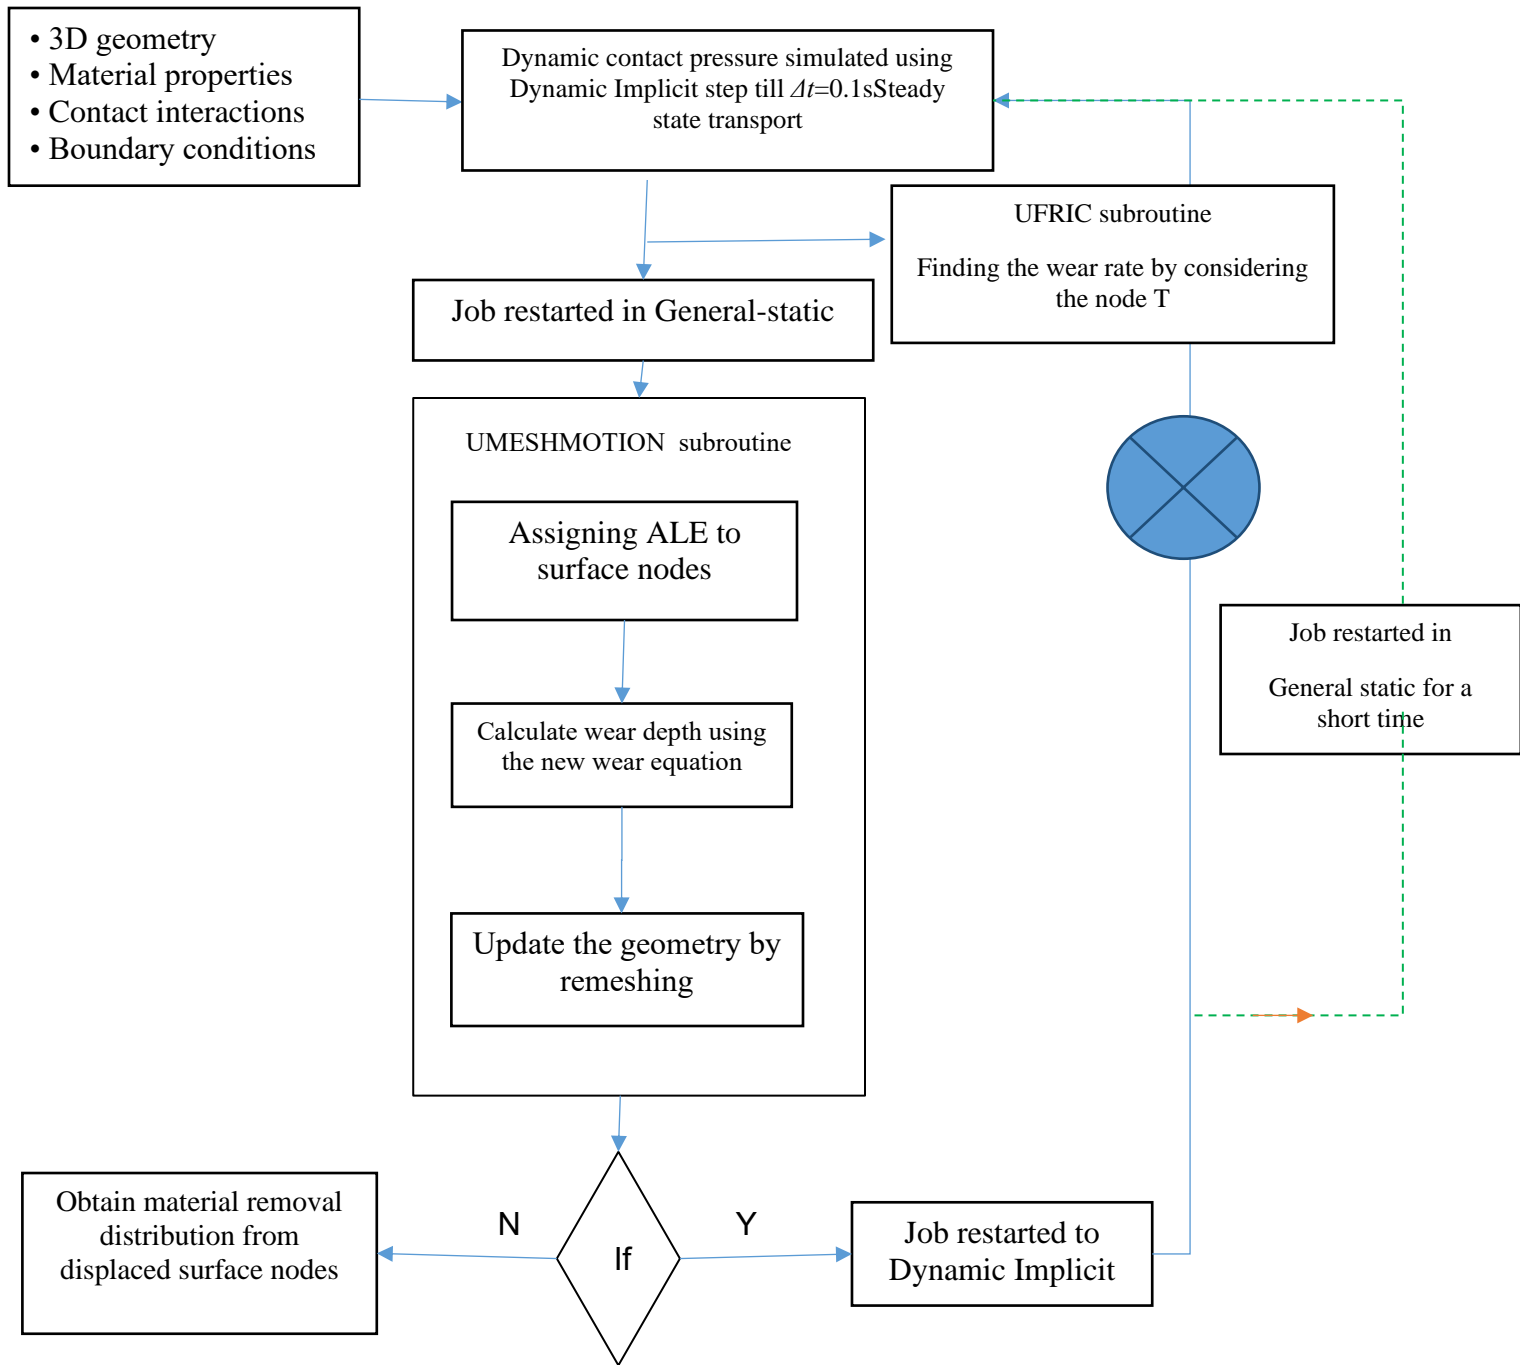 • 3D geometry
• Material properties
• Contact interactions
• Boundary conditions
Dynamic contact pressure simulated using
Dynamic Implicit step till Δt=0.1sSteady
state transport
UFRIC subroutine
Finding the wear rate by considering
the node T
Job restarted in General-static
UMESHMOTION  subroutine
Assigning ALE to
surface nodes
Calculate wear depth using
the new wear equation
Update the geometry by
remeshing
Job restarted in
General static for a
short time
Obtain material removal
distribution from
displaced surface nodes
N
If
Y
Job restarted to
Dynamic Implicit